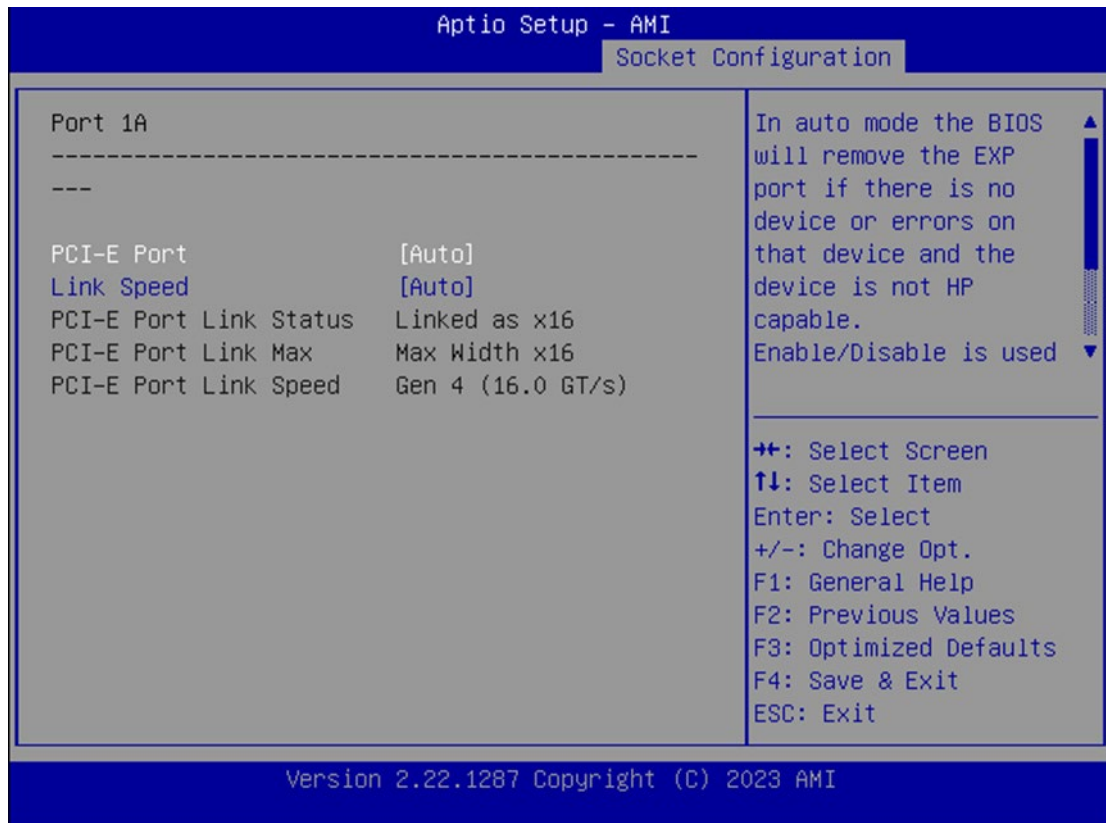 Aptio Setup – AMI
Socket Configuration
Port 1A
-----------------------------------------------
---
PCI-E Port [Auto]
Link Speed [Auto]
PCI-E Port Link Status Linked as x16
PCI-E Port Link Max Max Width x16
PCI-E Port Link Speed Gen 4 (16.0 GT/s)
In auto mode the BIOS
will remove the EXP
port if there is no
device or errors on
that device and the
device is not HP
capable.
Enable/Disable is used
→←: Select Screen
↑↓: Select Item
Enter: Select
+/-: Change Opt.
F1: General Help
F2: Previous Values
F3: Optimized Defaults
F4: Save & Exit
ESC: Exit
Version 2.22.1287 Copyright (C) 2023 AMI